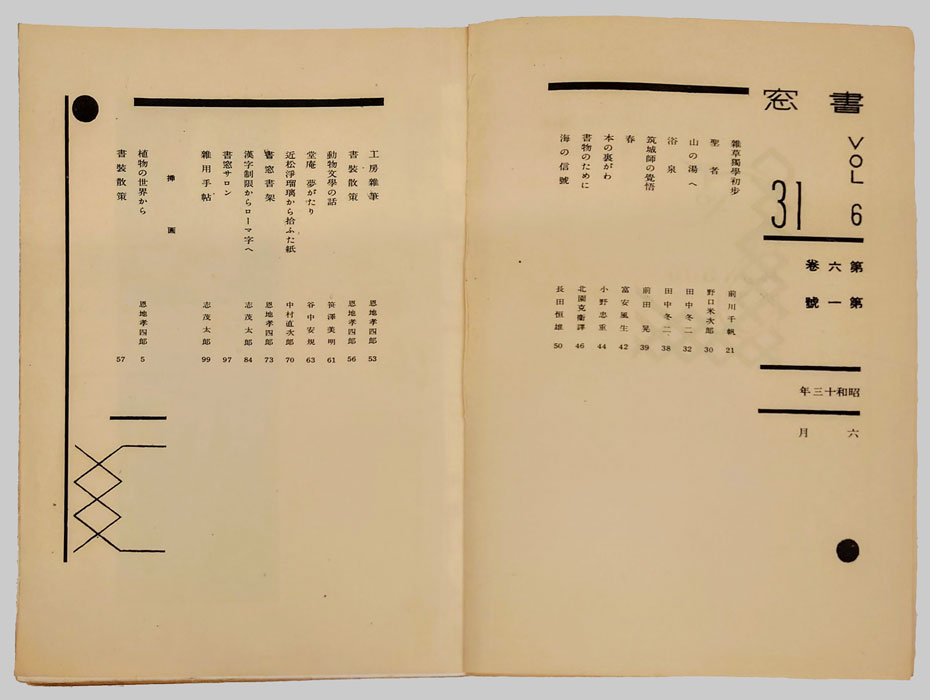 書窓
VOL 6
31
第六卷
第一號
昭和十三年
六月
雜草獨學初步 前川千帆 21
聖者 野口米次郎 30
山の湯へ 田中冬二 32
浴泉 田中冬二 38
筑城師の覺悟 前田晃 39
春 富安風生 42
本の裏がわ 小野忠重 44
書物のために 北園克衛譯 46
海の信號 長田恒雄 50
工房雜筆 恩地孝四郎 53
書裝散策 恩地孝四郎 56
動物文學の話 笹澤美明 61
堂庵 夢がたり 谷中安規 63
近松淨瑠璃から拾ふた紙 中村直次郎 70
書窓書架 恩地孝四郎 73
漢字制限からローマ字へ 志茂太郎 84
書窓サロン 97
雜用手帖 志茂太郎 99
挿画
植物の世界から 恩地孝四郎 5
書裝散策 57